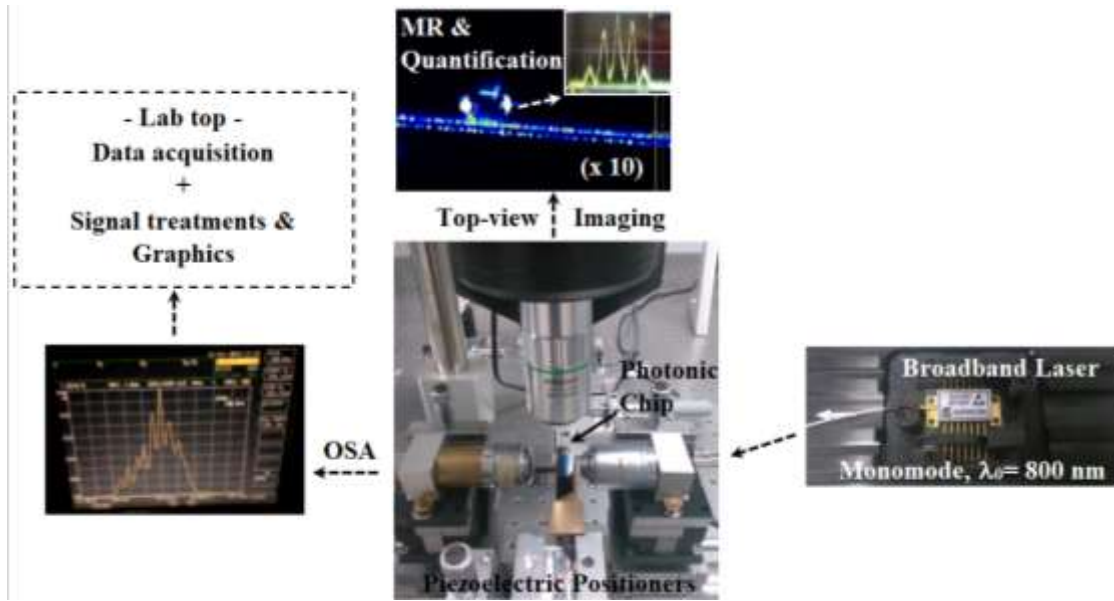 MR &
Quantification
(x 10)
- Lab top -
Data acquisition
+
Signal treatments &
Graphics
Top-view Imaging
Photonic
Chip
Broadband Laser
OSA
Monomode, λ₀= 800 nm
Piezoelectric Positioners